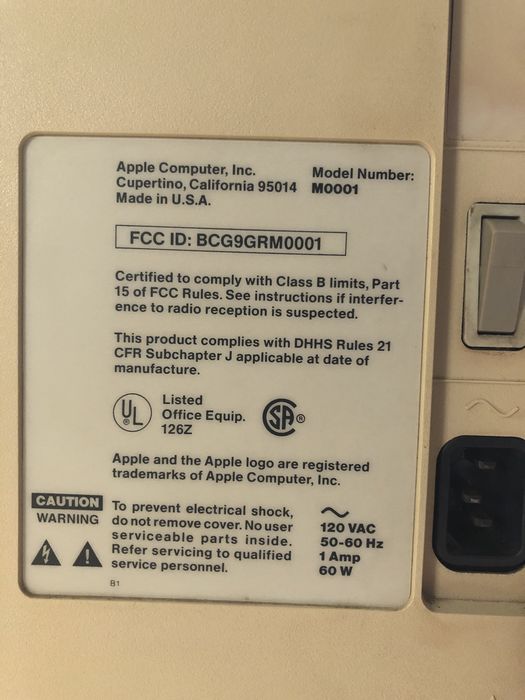 Apple Computer, Inc.
Cupertino, California 95014
Made in U.S.A.
Model Number:
M0001
FCC ID: BCG9GRM0001
Certified to comply with Class B limits, Part
15 of FCC Rules. See instructions if interfer-
ence to radio reception is suspected.
This product complies with DHHS Rules 21
CFR Subchapter J applicable at date of
manufacture.
UL
Listed
Office Equip.
126Z
SA ®
Apple and the Apple logo are registered
trademarks of Apple Computer, Inc.
CAUTION
WARNING
To prevent electrical shock,
do not remove cover. No user
serviceable parts inside.
Refer servicing to qualified
service personnel.
120 VAC
50-60 Hz
1 Amp
60 W
B1